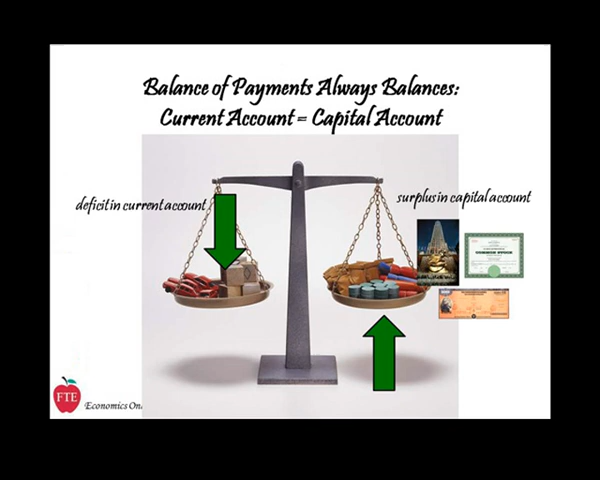 Balance of Payments Always Balances:
Current Account = Capital Account
deficit in current account
surplus in capital account
FTE
Economics On